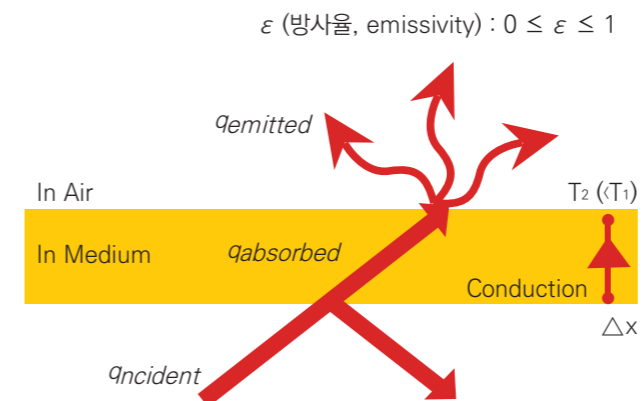 ε (방사율, emissivity) : 0 ≤ ε ≤ 1
qemitted
In Air
T2 (<T1)
In Medium
qabsorbed
Conduction
△x
qncident